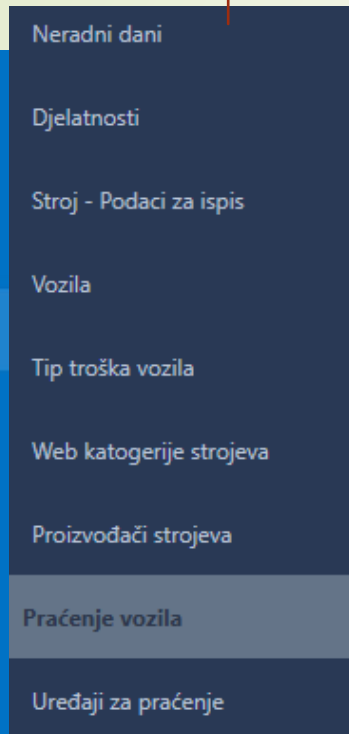 Neradni dani
Djelatnosti
Stroj - Podaci za ispis
Vozila
Tip troška vozila
Web katogerije strojeva
Proizvođači strojeva
Praćenje vozila
Uređaji za praćenje